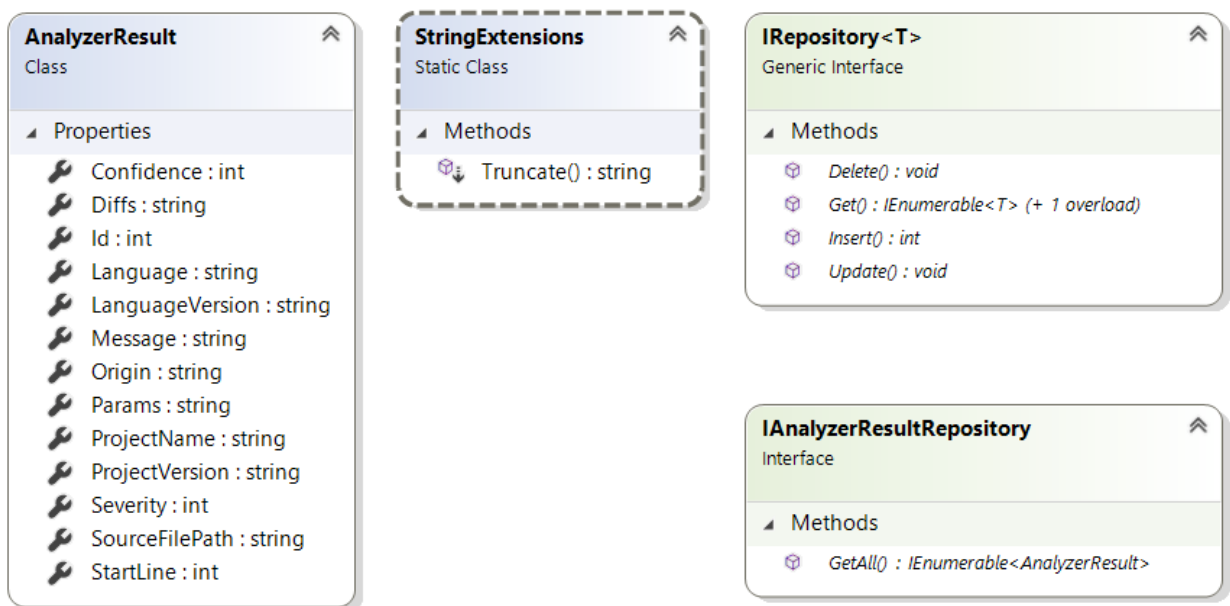 AnalyzerResult
Class
Properties
Confidence : int
Diffs : string
Id : int
Language : string
LanguageVersion : string
Message : string
Origin : string
Params : string
ProjectName : string
ProjectVersion : string
Severity : int
SourceFilePath : string
StartLine : int
StringExtensions
Static Class
Methods
Truncate() : string
IRepository<T>
Generic Interface
Methods
Delete() : void
Get() : IEnumerable<T> (+ 1 overload)
Insert() : int
Update() : void
IAnalyzerResultRepository
Interface
Methods
GetAll() : IEnumerable<AnalyzerResult>